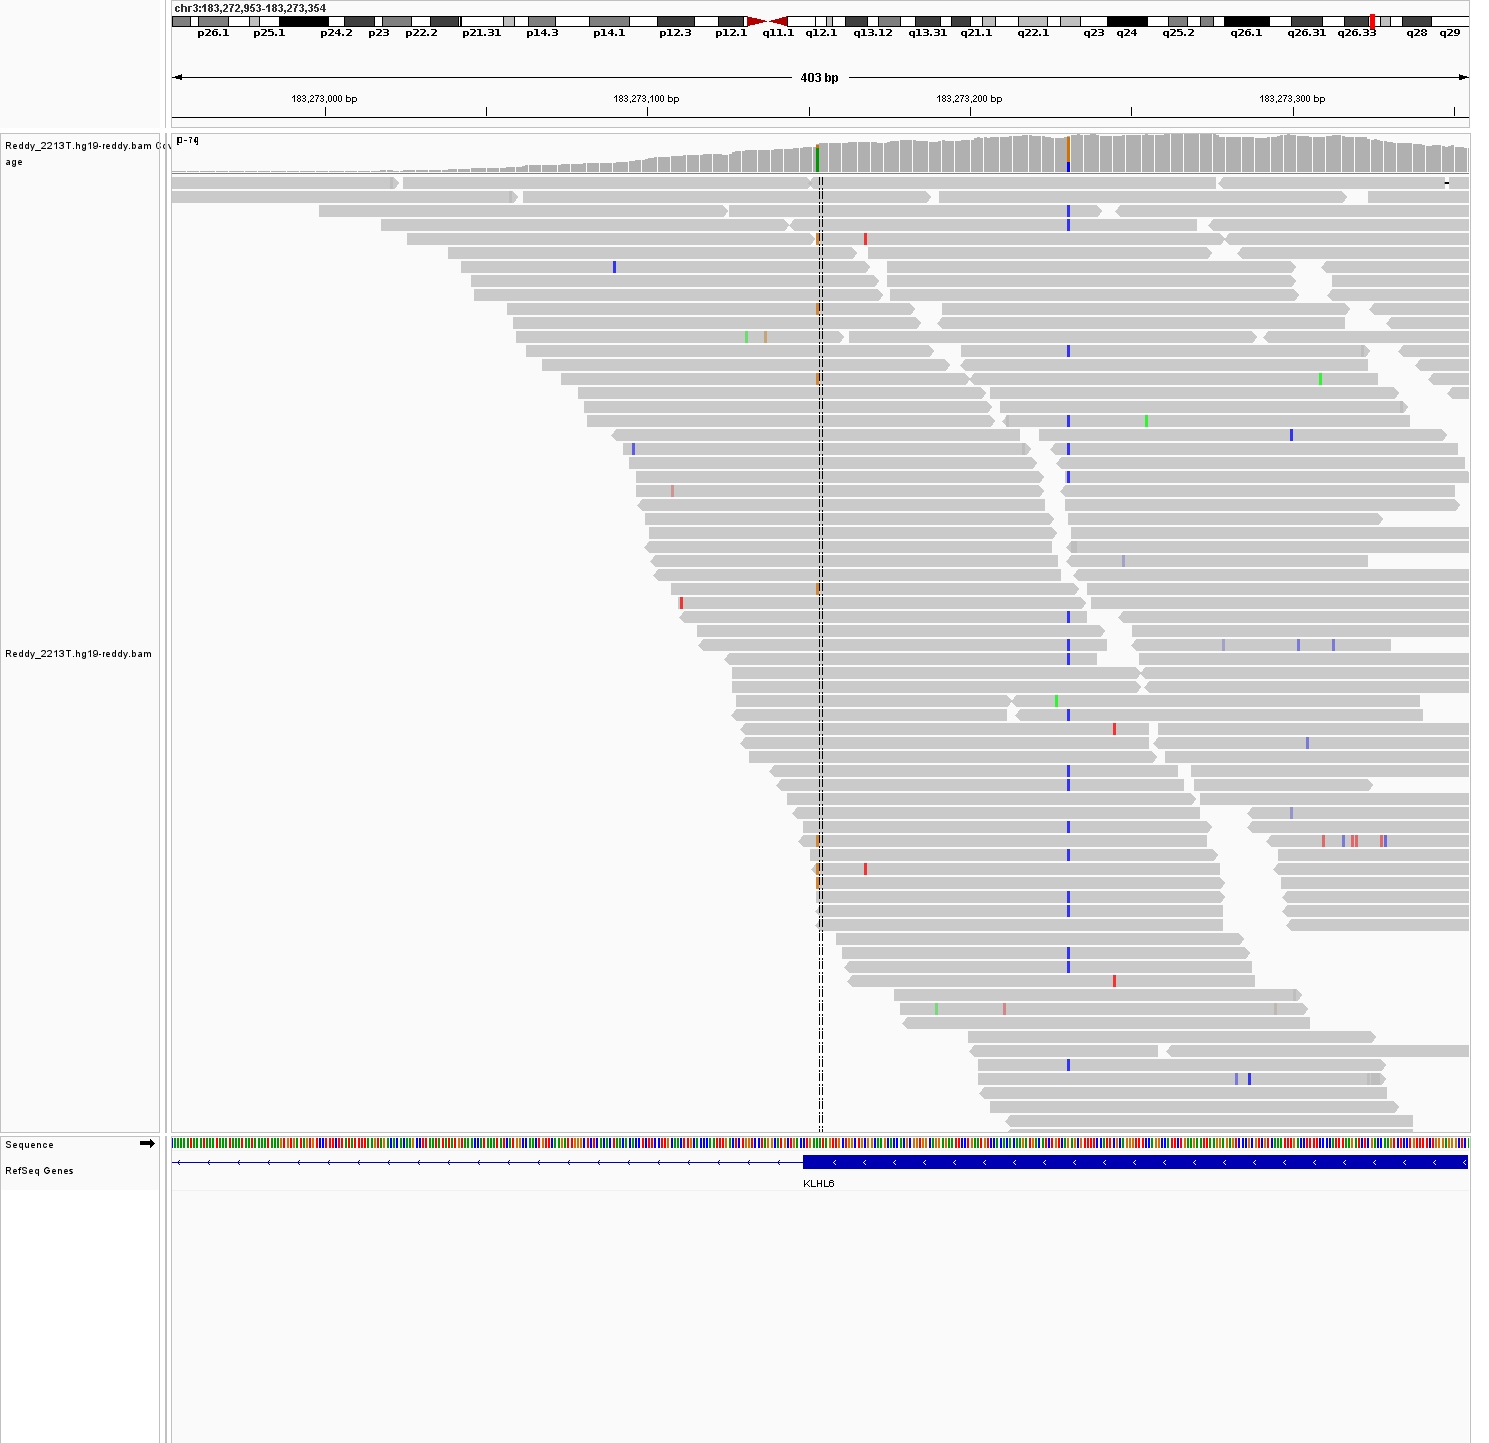 chr3:183,272,953-183,273,354
p26.1 p25.1 p24.2 p23 p22.2 p21.31 p14.3 p14.1 p12.3 p12.1 q11.1 q12.1 q13.12 q13.31 q21.1 q22.1 q23 q24 q25.2 q26.1 q26.31 q26.33 q28 q29
403 bp
183,273,000 bp 183,273,100 bp 183,273,200 bp 183,273,300 bp
Reddy_2213T.hg19-reddy.bam Cov
age
[0-74]
Reddy_2213T.hg19-reddy.bam
Sequence
RefSeq Genes
KLHL6